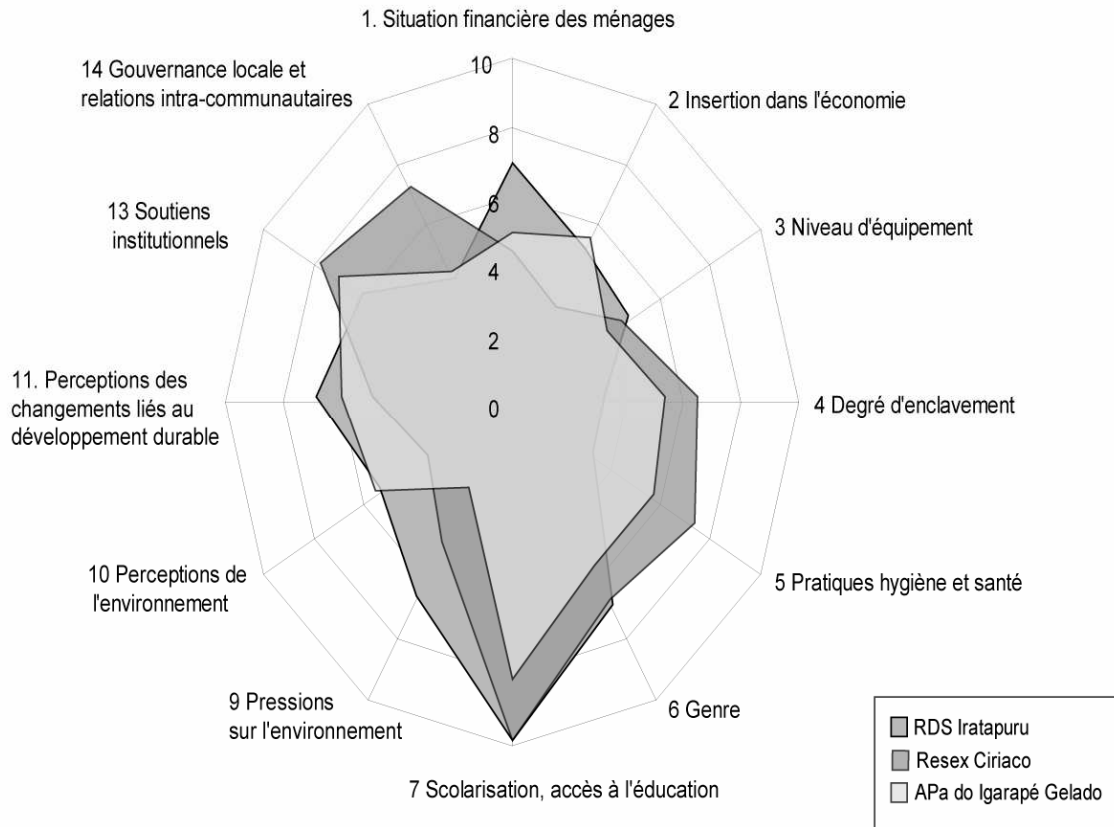 1. Situation financière des ménages
14 Gouvernance locale et
relations intra-communautaires
10
2 Insertion dans l'économie
8
13 Soutiens
institutionnels
6
3 Niveau d'équipement
4
2
11. Perceptions des
changements liés au
développement durable
0
4 Degré d'enclavement
10 Perceptions de
l'environnement
5 Pratiques hygiène et santé
9 Pressions
sur l'environnement
6 Genre
7 Scolarisation, accès à l'éducation
RDS Iratapuru
Resex Ciriaco
APa do Igarapé Gelado